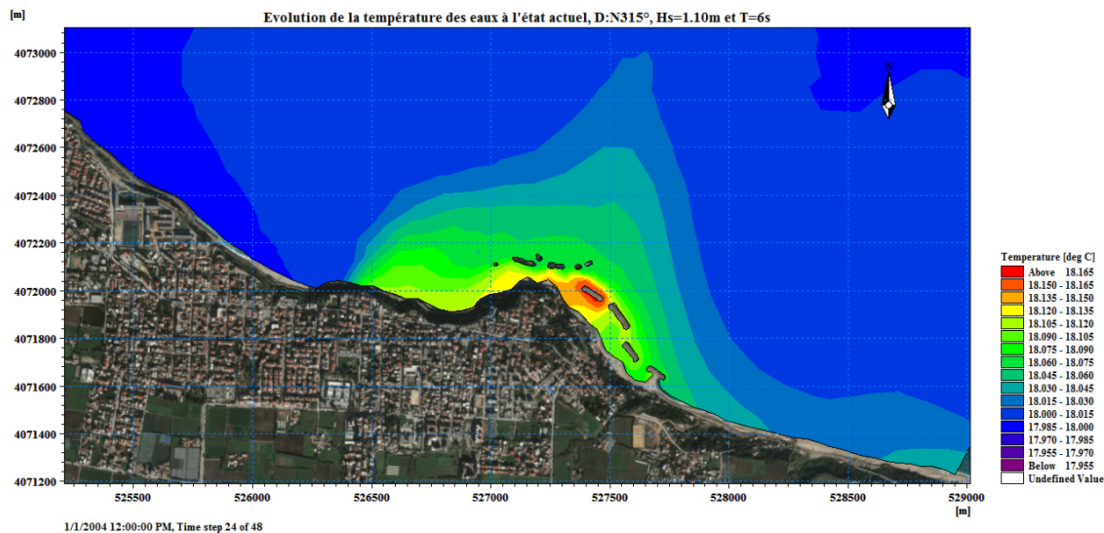 Evolution de la température des eaux à l'état actuel, D:N315°, Hs=1.10m et T=6s
[m]
4073000
4072800
4072600
4072400
4072200
4072000
4071800
4071600
4071400
4071200
525500 526000 526500 527000 527500 528000 528500 529000
[m]
N
Temperature [deg C]
Above 18.165
18.150 - 18.165
18.135 - 18.150
18.120 - 18.135
18.105 - 18.120
18.090 - 18.105
18.075 - 18.090
18.060 - 18.075
18.045 - 18.060
18.030 - 18.045
18.015 - 18.030
18.000 - 18.015
17.985 - 18.000
17.970 - 17.985
17.955 - 17.970
Below 17.955
Undefined Value
1/1/2004 12:00:00 PM, Time step 24 of 48